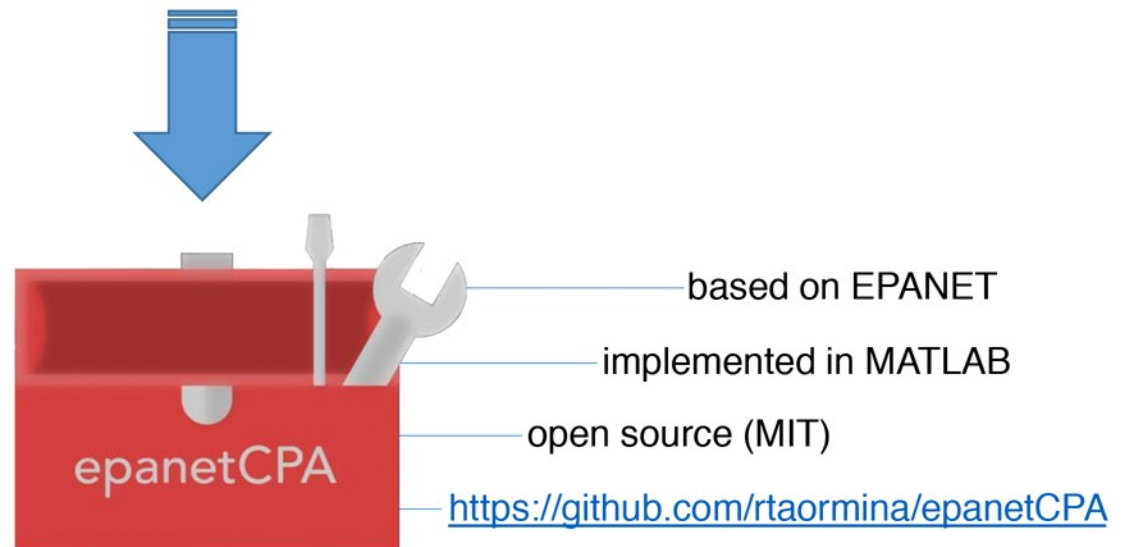 based on EPANET
implemented in MATLAB
open source (MIT)
epanetCPA
https://github.com/rtaormina/epanetCPA